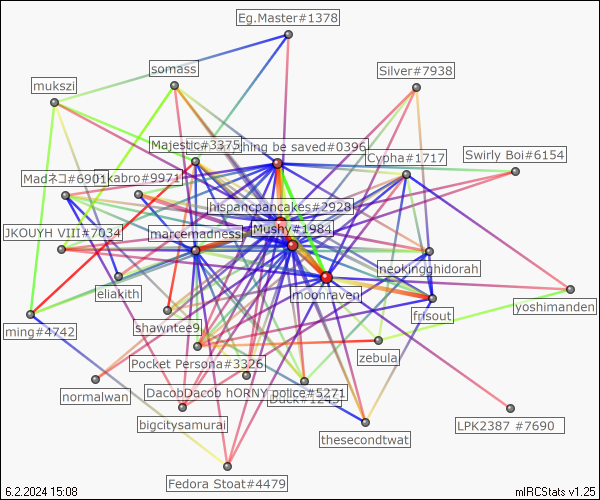 Eg.Master#1378
somass
Silver#7938
mukszi
Majestic#3375
hing be saved#0396
Swirly Boi#6154
Cypha#1717
Madネコ#6901
kabro#9971
hispancpancakes#2928
Mushy#1984
JKOUYH VIII#7034
marcemadness
neokingghidorah
eliakith
moonraven
yoshimanden
frisout
ming#4742
shawntee9
zebula
Pocket Persona#3326
normalwan
DacobDacob hORNY police#5271
bigcitysamurai
LPK2387 #7690
thesecondtwat
Fedora Stoat#4479
6.2.2024 15:08
mIRCStats v1.25